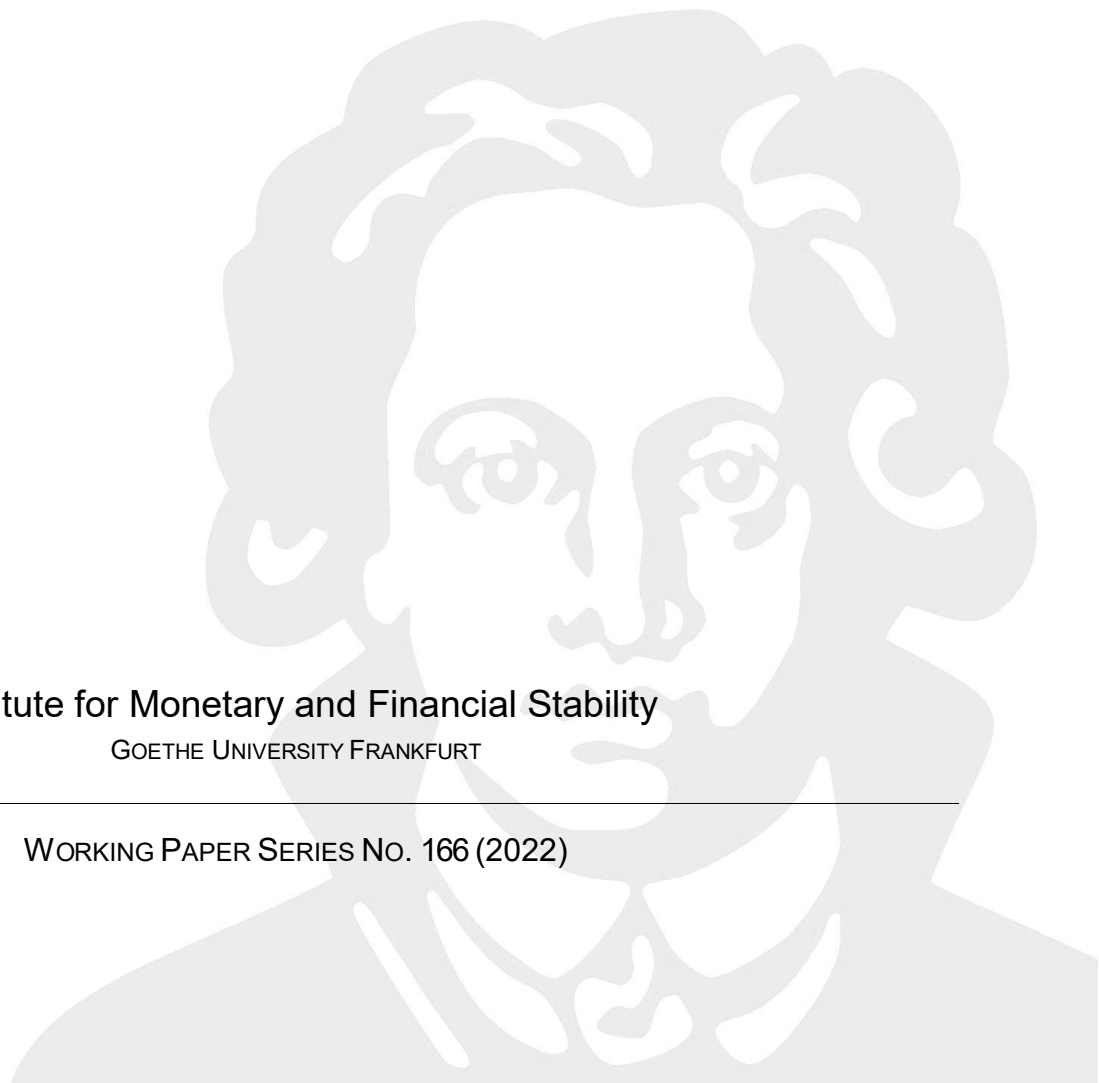 tute for Monetary and Financial Stability
GOETHE UNIVERSITY FRANKFURT
WORKING PAPER SERIES NO. 166 (2022)